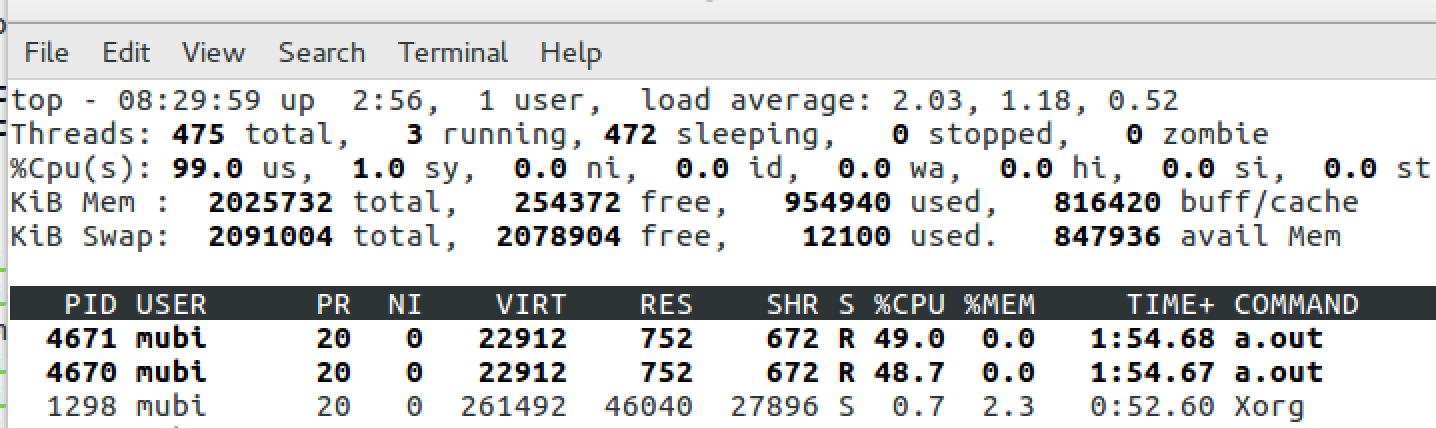 File Edit View Search Terminal Help
top - 08:29:59 up  2:56,  1 user,  load average: 2.03, 1.18, 0.52
Threads: 475 total,   3 running, 472 sleeping,   0 stopped,   0 zombie
%Cpu(s): 99.0 us,  1.0 sy,  0.0 ni,  0.0 id,  0.0 wa,  0.0 hi,  0.0 si,  0.0 st
KiB Mem :  2025732 total,   254372 free,   954940 used,   816420 buff/cache
KiB Swap:  2091004 total,  2078904 free,    12100 used.   847936 avail Mem
PID USER      PR  NI    VIRT    RES    SHR S %CPU %MEM     TIME+ COMMAND
4671 mubi      20   0   22912    752    672 R 49.0  0.0   1:54.68 a.out
4670 mubi      20   0   22912    752    672 R 48.7  0.0   1:54.67 a.out
1298 mubi      20   0  261492  46040  27896 S  0.7  2.3   0:52.60 Xorg